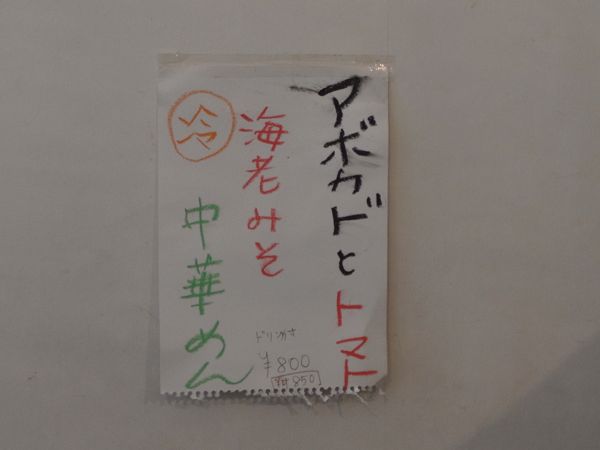 アボカドとトマト
海老みそ
冷
中華めん
ドリンク付
¥800
850